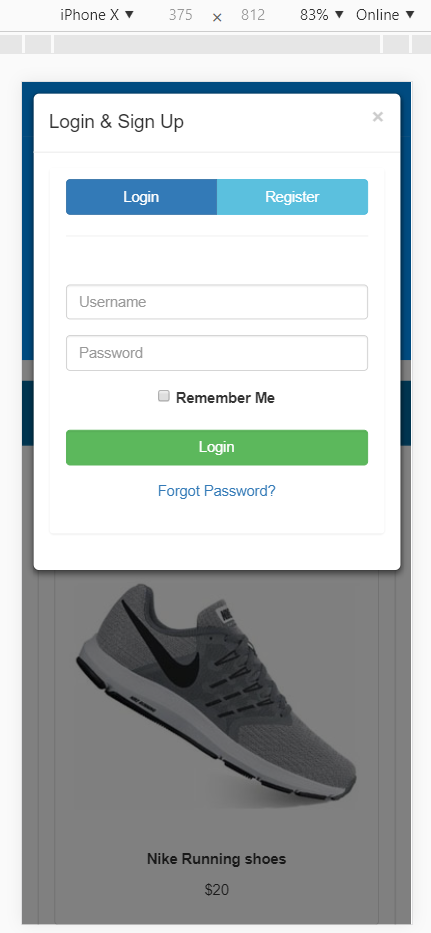 iPhone X ▼ 375 × 812 83% ▼ Online ▼
Login & Sign Up ×
Login Register
Username
Password
Remember Me
Login
Forgot Password?
Nike Running shoes
$20